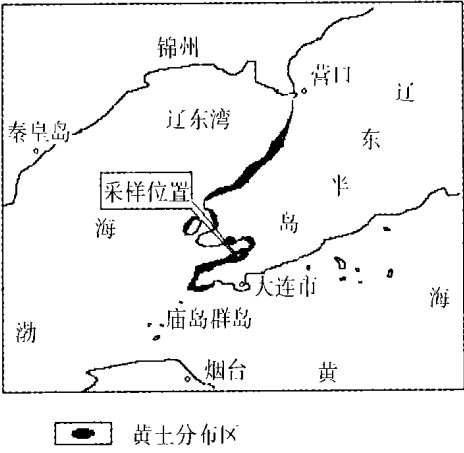 锦州
营口
辽
东
半
岛
辽东湾
秦皇岛
采样位置
海
大连市
海
渤
庙岛群岛
烟台
黄
黄土分布区